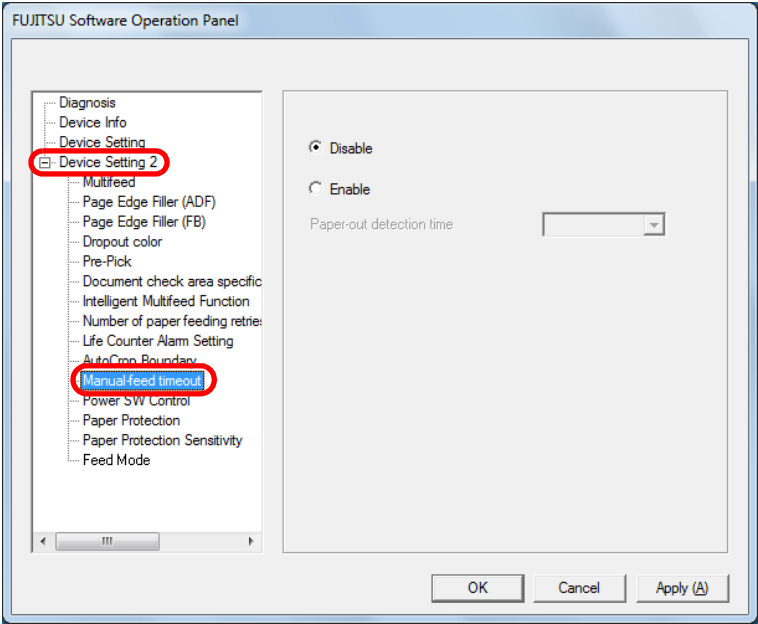 FUJITSU Software Operation Panel
Diagnosis
Device Info
Device Setting
Device Setting 2
Multifeed
Page Edge Filler (ADF)
Page Edge Filler (FB)
Dropout color
Pre-Pick
Document check area specific
Intelligent Multifeed Function
Number of paper feeding retries
Life Counter Alarm Setting
AutoCrop Boundary
Manual-feed timeout
Power SW Control
Paper Protection
Paper Protection Sensitivity
Feed Mode
Disable
Enable
Paper-out detection time
OK
Cancel
Apply (A)